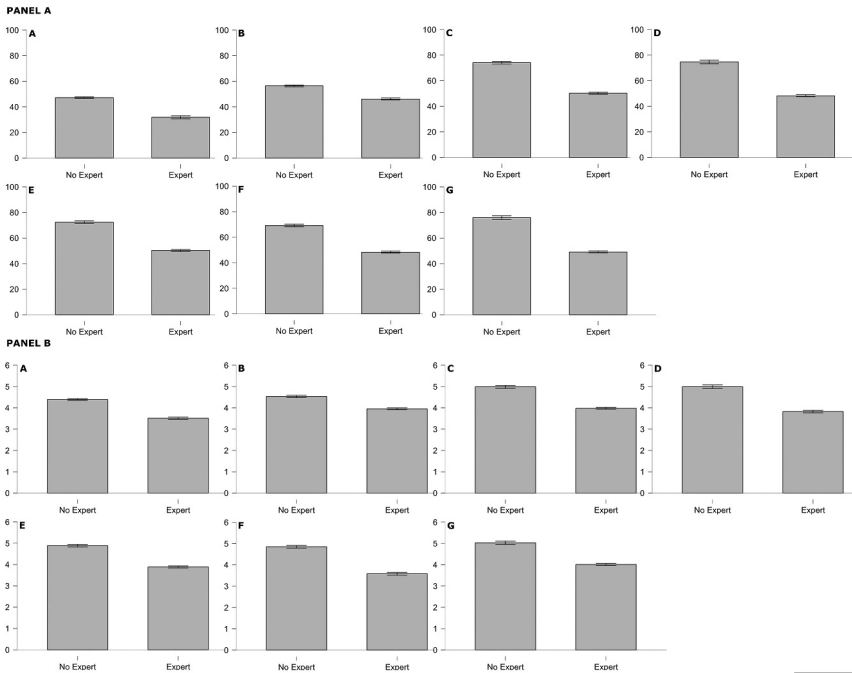 PANEL A
A B C D
100 100 100 100
80 80 80 80
60 60 60 60
40 40 40 40
20 20 20 20
0 0 0 0
No Expert Expert No Expert Expert No Expert Expert No Expert Expert
E F G
100 100 100
80 80 80
60 60 60
40 40 40
20 20 20
0 0 0
No Expert Expert No Expert Expert No Expert Expert
PANEL B
A B C D
6 6 6 6
5 5 5 5
4 4 4 4
3 3 3 3
2 2 2 2
1 1 1 1
0 0 0 0
No Expert Expert No Expert Expert No Expert Expert No Expert Expert
E F G
6 6 6
5 5 5
4 4 4
3 3 3
2 2 2
1 1 1
0 0 0
No Expert Expert No Expert Expert No Expert Expert